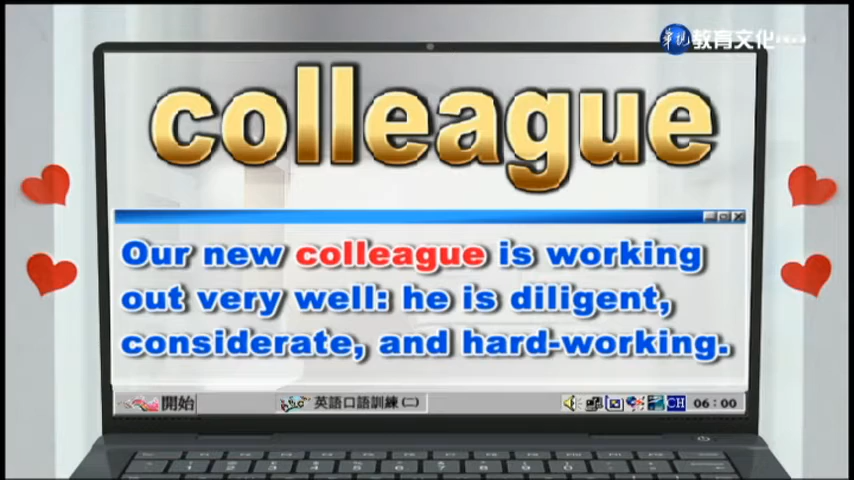 華視 教育文化
colleague
Our new colleague is working
out very well: he is diligent,
considerate, and hard-working.
開始
英語口語訓練(二)
CH
06:00